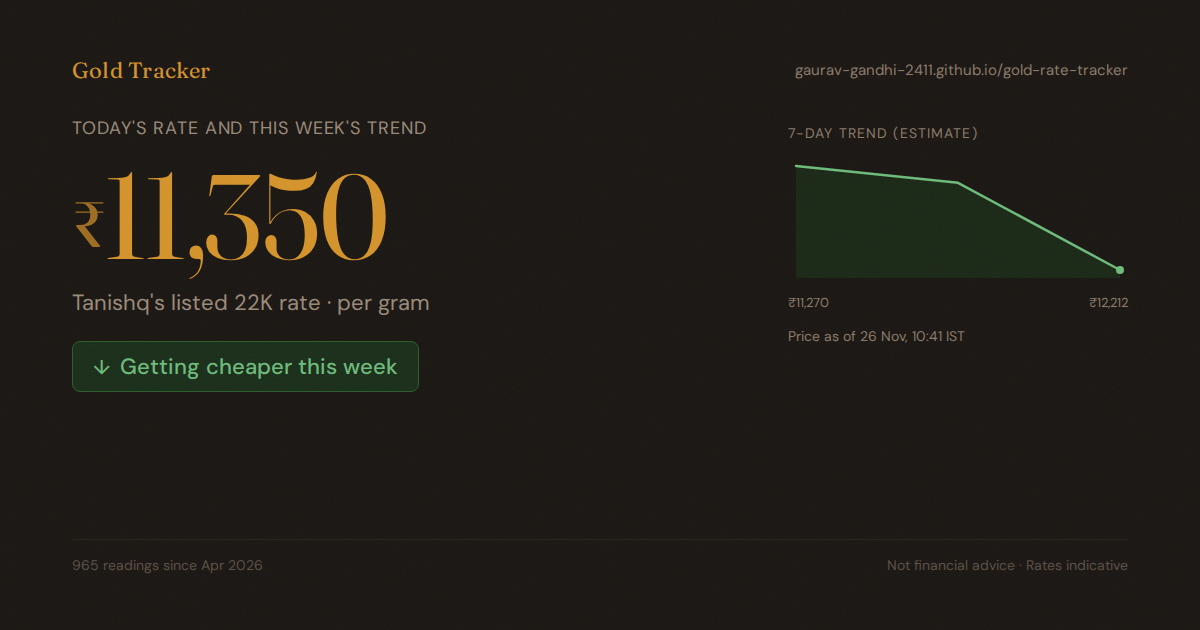 Gold Tracker
gaurav-gandhi-2411.github.io/gold-rate-tracker
TODAY'S RATE AND THIS WEEK'S TREND
₹11,350
Tanishq's listed 22K rate · per gram
↓ Getting cheaper this week
7-DAY TREND (ESTIMATE)
₹11,270 ₹12,212
Price as of 26 Nov, 10:41 IST
965 readings since Apr 2026
Not financial advice · Rates indicative